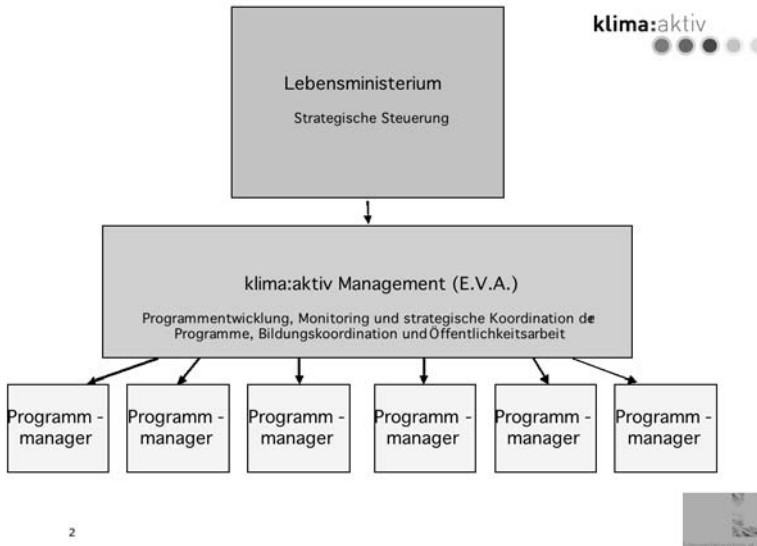 klima:aktiv
Lebensministerium
Strategische Steuerung
klima:aktiv Management (E.V.A.)
Programmentwicklung, Monitoring und strategische Koordination der
Programme, Bildungskoordination und Öffentlichkeitsarbeit
Programm -
manager
Programm -
manager
Programm -
manager
Programm -
manager
Programm -
manager
Programm -
manager
2